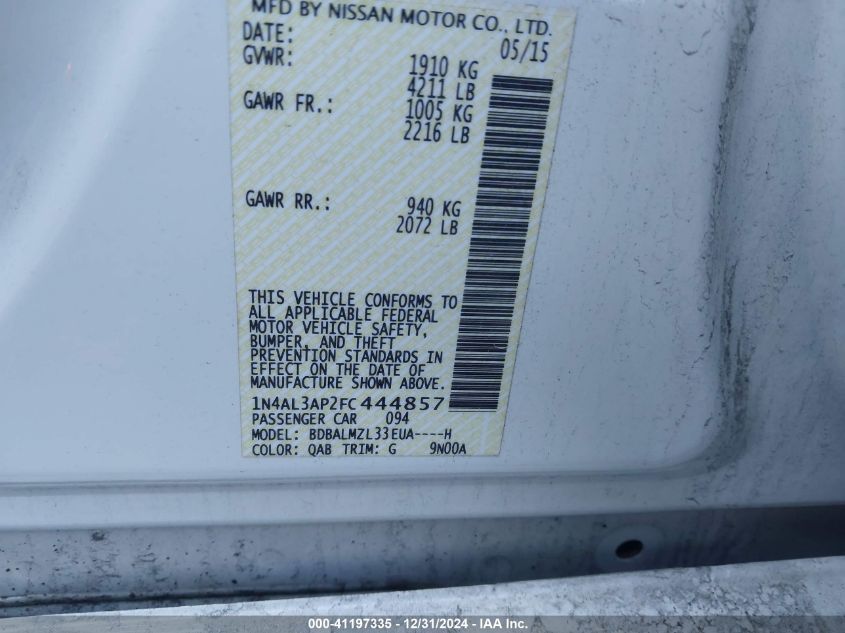 MFD BY NISSAN MOTOR CO., LTD.
DATE: 05/15
GVWR: 1910 KG
4211 LB
GAWR FR.: 1005 KG
2216 LB
GAWR RR.: 940 KG
2072 LB
THIS VEHICLE CONFORMS TO
ALL APPLICABLE FEDERAL
MOTOR VEHICLE SAFETY,
BUMPER, AND THEFT
PREVENTION STANDARDS IN
EFFECT ON THE DATE OF
MANUFACTURE SHOWN ABOVE.
1N4AL3AP2FC444857
PASSENGER CAR 094
MODEL: BDBALMZL33EUA----H
COLOR: QAB TRIM: G 9N00A
000-41197335 - 12/31/2024 - © IAA, Inc.